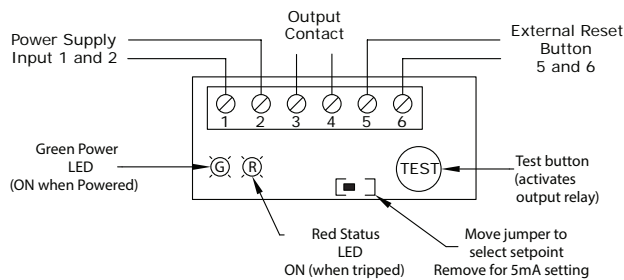 Output
Contact
Power Supply
Input 1 and 2
External Reset
Button
5 and 6
1 2 3 4 5 6
Green Power
LED
(ON when Powered)
G R
TEST
Test button
(activates
output relay)
Red Status
LED
ON (when tripped)
Move jumper to
select setpoint
Remove for 5mA setting